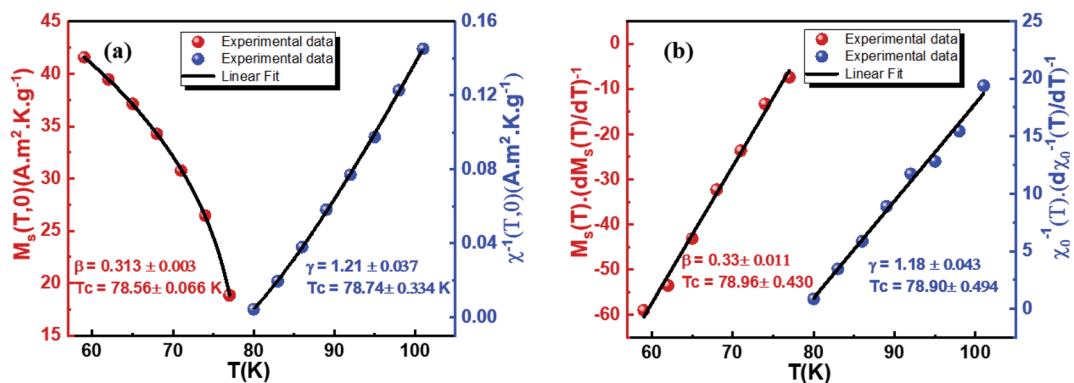 (a)
Experimental data
Experimental data
Linear Fit
Mₛ(T,0)(A.m².K.g⁻¹)
45
40
35
30
25
20
15
χ⁻¹(T,0)(A.m².K.g⁻¹)
0.16
0.12
0.08
0.04
0.00
β = 0.313 ± 0.003
Tc = 78.56 ± 0.066 K
γ = 1.21 ± 0.037
Tc = 78.74± 0.334 K
60 70 80 90 100
T(K)
(b)
Experimental data
Experimental data
Linear Fit
Mₛ(T).(dMₛ(T)/dT)⁻¹
0
-10
-20
-30
-40
-50
-60
χ₀⁻¹(T).(dχ₀⁻¹(T)/dT)⁻¹
25
20
15
10
5
0
β = 0.33± 0.011
Tc = 78.96± 0.430
γ = 1.18± 0.043
Tc = 78.90± 0.494
60 70 80 90 100
T(K)